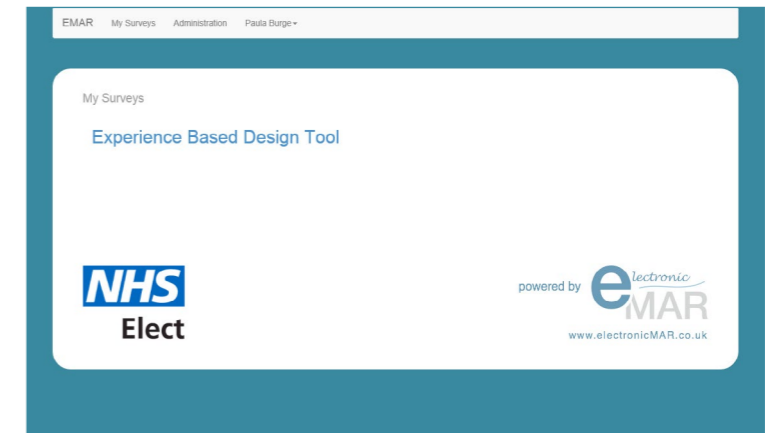 EMAR My Surveys Administration Paula Burge
My Surveys
Experience Based Design Tool
NHS
Elect
powered by electronic
MAR
www.electronicMAR.co.uk